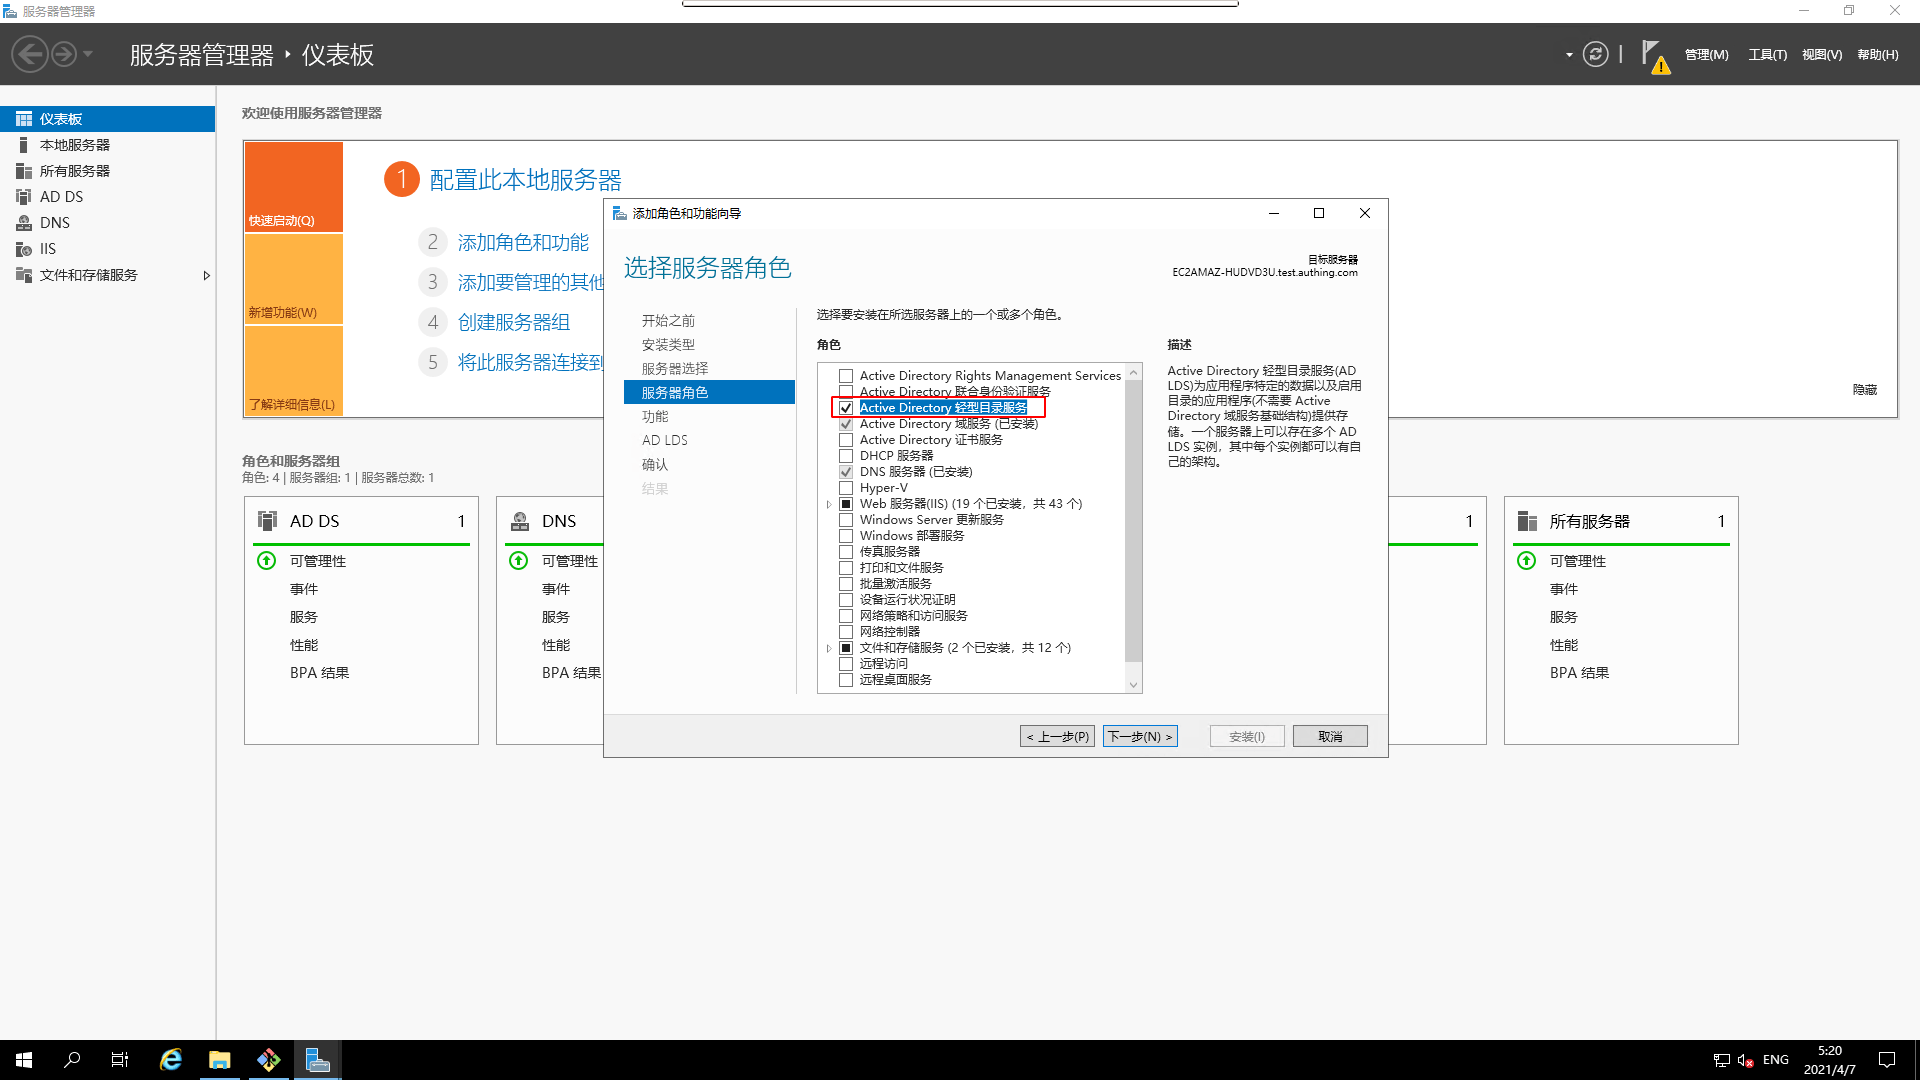 服务器管理器
服务器管理器 · 仪表板
管理(M) 工具(T) 视图(V) 帮助(H)
仪表板
本地服务器
所有服务器
AD DS
DNS
IIS
文件和存储服务
欢迎使用服务器管理器
快速启动(Q)
新增功能(W)
了解详细信息(L)
1 配置此本地服务器
2 添加角色和功能
3 添加要管理的其他
4 创建服务器组
5 将此服务器连接到
隐藏
角色和服务器组
角色: 4 | 服务器组: 1 | 服务器总数: 1
AD DS 1
可管理性
事件
服务
性能
BPA 结果
DNS
可管理性
事件
服务
性能
BPA 结果
1
所有服务器 1
可管理性
事件
服务
性能
BPA 结果
添加角色和功能向导
选择服务器角色
目标服务器
EC2AMAZ-HUDVD3U.test.authing.com
开始之前
安装类型
服务器选择
服务器角色
功能
AD LDS
确认
结果
选择要安装在所选服务器上的一个或多个角色。
角色
Active Directory Rights Management Services
Active Directory 联合身份验证服务
Active Directory 轻型目录服务
Active Directory 域服务 (已安装)
Active Directory 证书服务
DHCP 服务器
DNS 服务器 (已安装)
Hyper-V
Web 服务器(IIS) (19 个已安装，共 43 个)
Windows Server 更新服务
Windows 部署服务
传真服务器
打印和文件服务
批量激活服务
设备运行状况证明
网络策略和访问服务
网络控制器
文件和存储服务 (2 个已安装，共 12 个)
远程访问
远程桌面服务
描述
Active Directory 轻型目录服务(AD
LDS)为应用程序特定的数据以及启用
目录的应用程序(不需要 Active
Directory 域服务基础结构)提供存
储。一个服务器上可以存在多个 AD
LDS 实例，其中每个实例都可以有自
己的架构。
< 上一步(P) 下一步(N) > 安装(I) 取消
ENG
5:20
2021/4/7